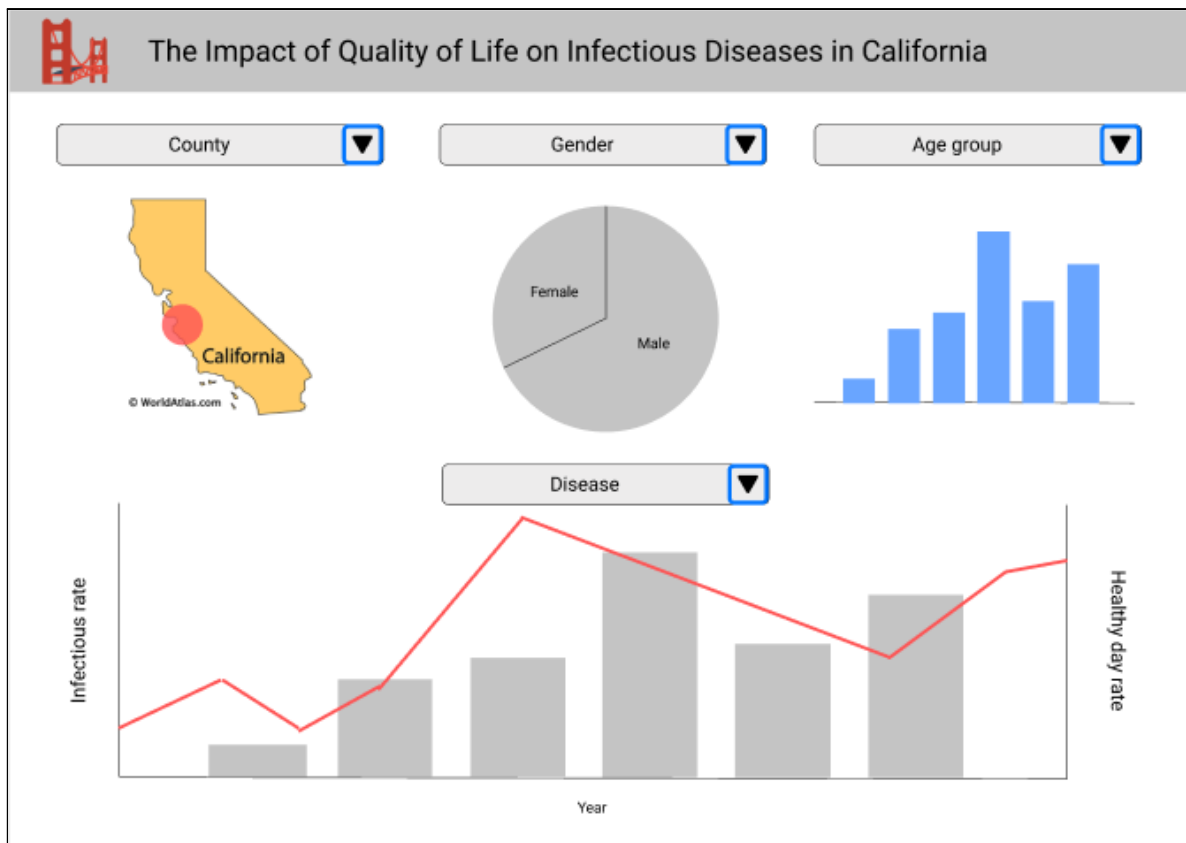 The Impact of Quality of Life on Infectious Diseases in California
County
Gender
Age group
California
© WorldAtlas.com
Female
Male
Disease
Infectious rate
Healthy day rate
Year